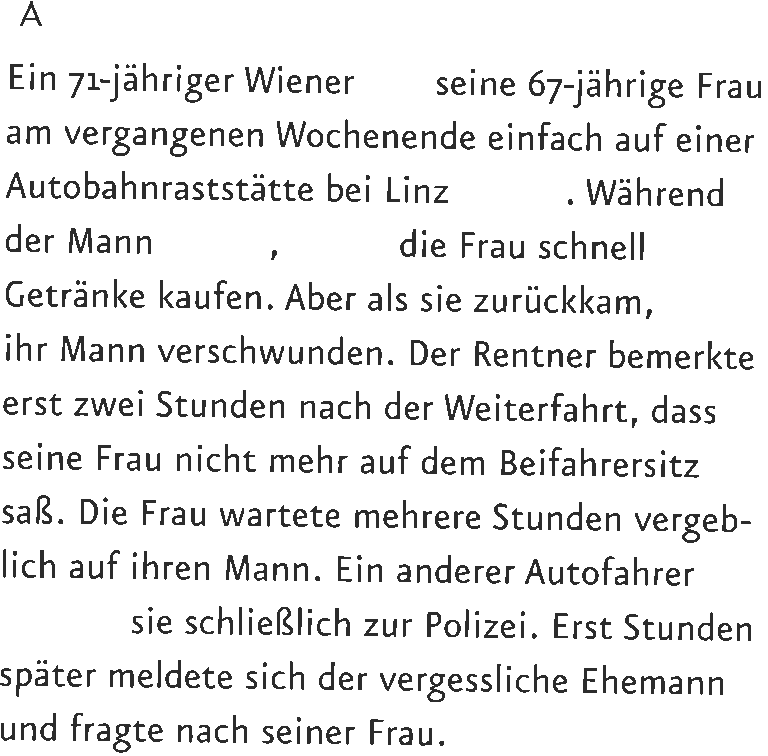 A
Ein 71-jähriger Wiener seine 67-jährige Frau
am vergangenen Wochenende einfach auf einer
Autobahnraststätte bei Linz . Während
der Mann , die Frau schnell
Getränke kaufen. Aber als sie zurückkam,
ihr Mann verschwunden. Der Rentner bemerkte
erst zwei Stunden nach der Weiterfahrt, dass
seine Frau nicht mehr auf dem Beifahrersitz
saß. Die Frau wartete mehrere Stunden vergeb-
lich auf ihren Mann. Ein anderer Autofahrer
sie schließlich zur Polizei. Erst Stunden
später meldete sich der vergessliche Ehemann
und fragte nach seiner Frau.